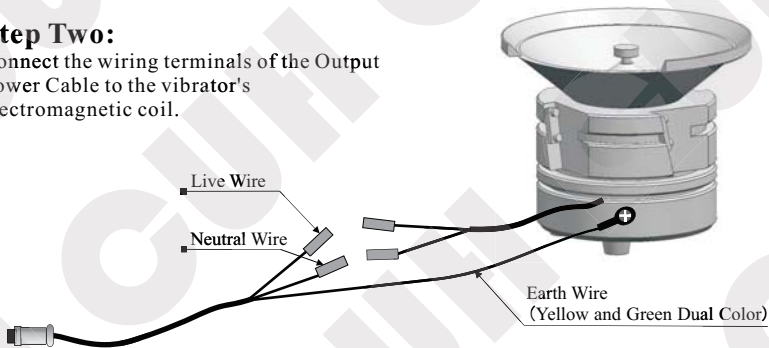 tep Two:
onnect the wiring terminals of the Output
ower Cable to the vibrator's
ectromagnetic coil.
Live Wire
Neutral Wire
Earth Wire
(Yellow and Green Dual Color)